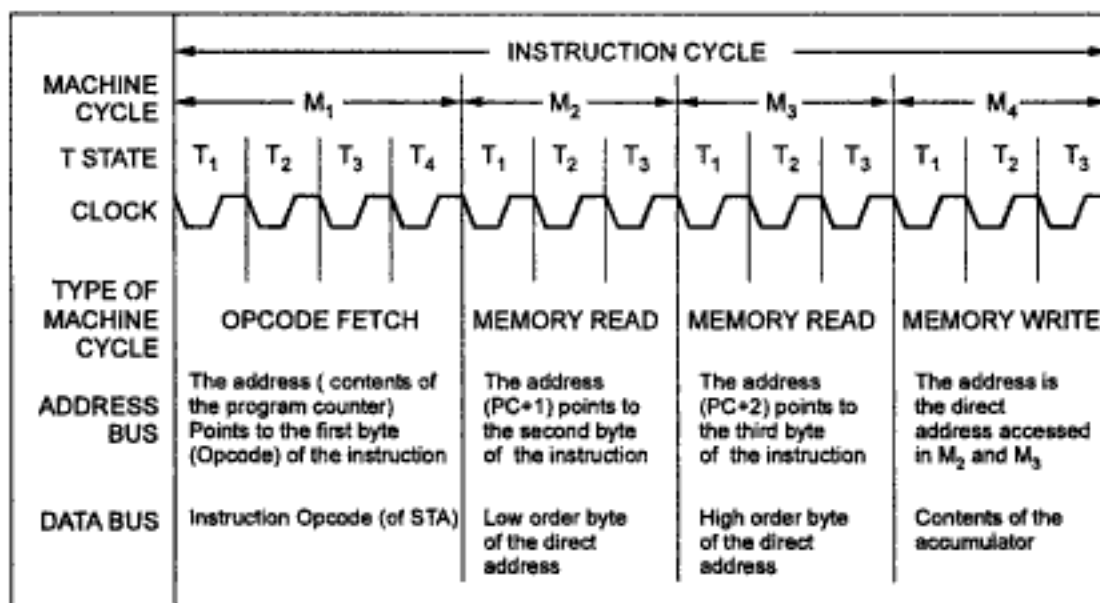 INSTRUCTION CYCLE
MACHINE
CYCLE
M1
M2
M3
M4
T STATE
T1 T2 T3 T4 T1 T2 T3 T1 T2 T3 T1 T2 T3
CLOCK
TYPE OF
MACHINE
CYCLE
OPCODE FETCH
MEMORY READ
MEMORY READ
MEMORY WRITE
ADDRESS
BUS
The address ( contents of
the program counter)
Points to the first byte
(Opcode) of the instruction
The address
(PC+1) points to
the second byte
of the instruction
The address
(PC+2) points to
the third byte
of the instruction
The address is
the direct
address accessed
in M2 and M3
DATA BUS
Instruction Opcode (of STA)
Low order byte
of the direct
address
High order byte
of the direct
address
Contents of the
accumulator